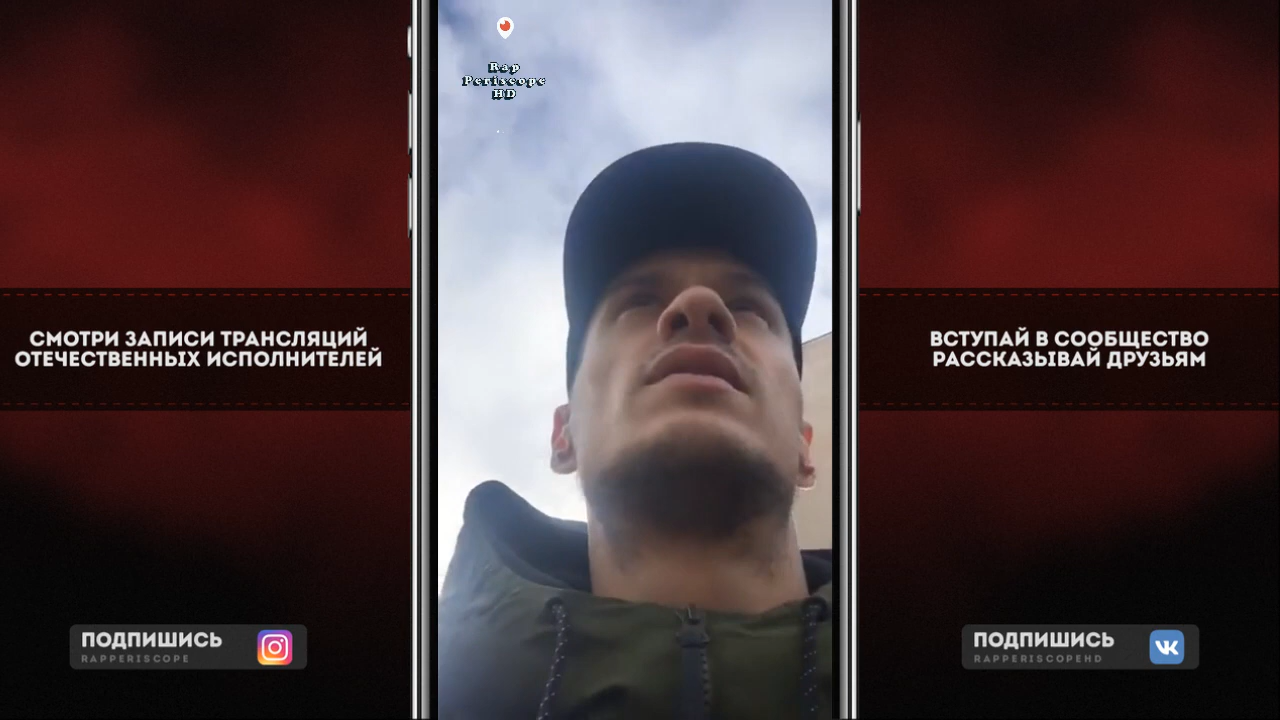 Rap
Periscope
HD
СМОТРИ ЗАПИСИ ТРАНСЛЯЦИЙ
ОТЕЧЕСТВЕННЫХ ИСПОЛНИТЕЛЕЙ
ВСТУПАЙ В СООБЩЕСТВО
РАССКАЗЫВАЙ ДРУЗЬЯМ
ПОДПИШИСЬ
RAPPERISCOPE
ПОДПИШИСЬ
RAPPERISCOPEHD